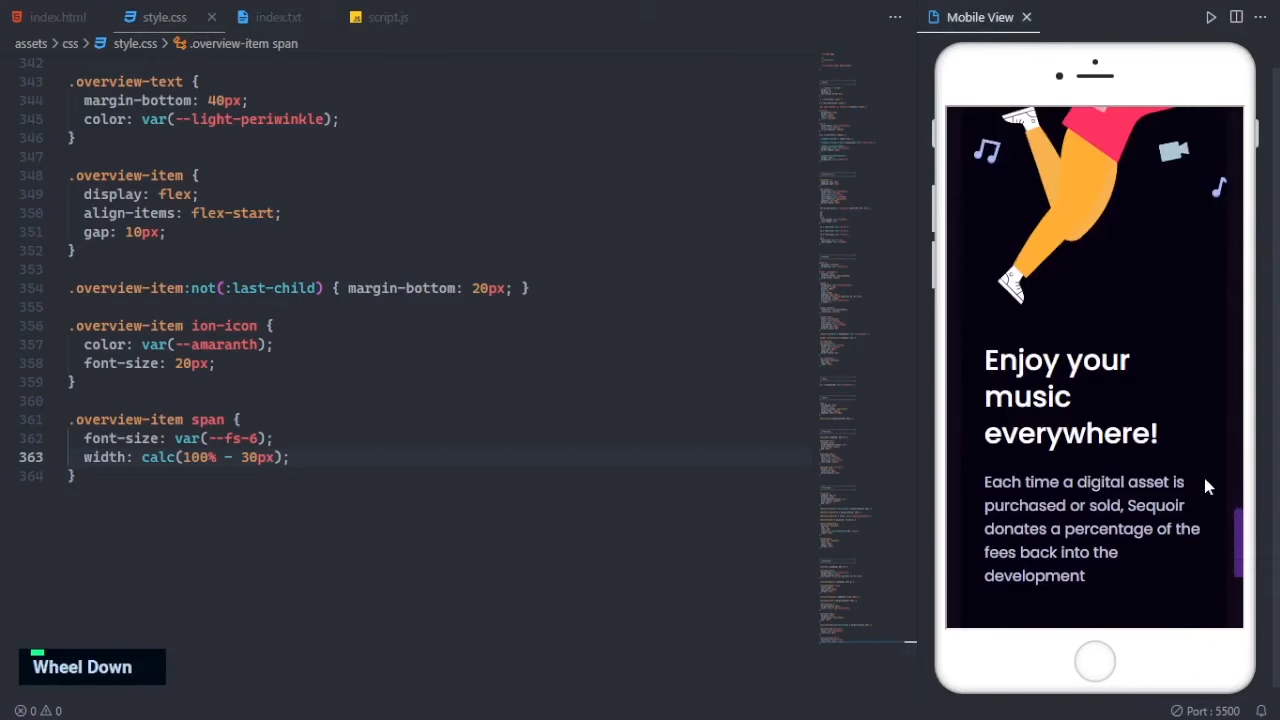 index.html
style.css
index.txt
script.js
Mobile View
assets > css > style.css > .overview-item span
342
343 .overview-text {
344 margin-bottom: 40px;
345 color: var(--light-periwinkle);
346 }
347
348 .overview-item {
349 display: flex;
350 align-items: flex-start;
351 gap: 10px;
352 }
353
354 .overview-item:not(:last-child) { margin-bottom: 20px; }
355
356 .overview-item ion-icon {
357 color: var(--amaranth);
358 font-size: 20px;
359 }
360
361 .overview-item span {
362 font-size: var(--fs-6);
363 width: calc(100% - 30px);
364 }
Enjoy your
music
everywhere!
Each time a digital asset is
purchased or sold, Sequoir
donates a percentage of the
fees back into the
development
Wheel Down
0 0
Port : 5500